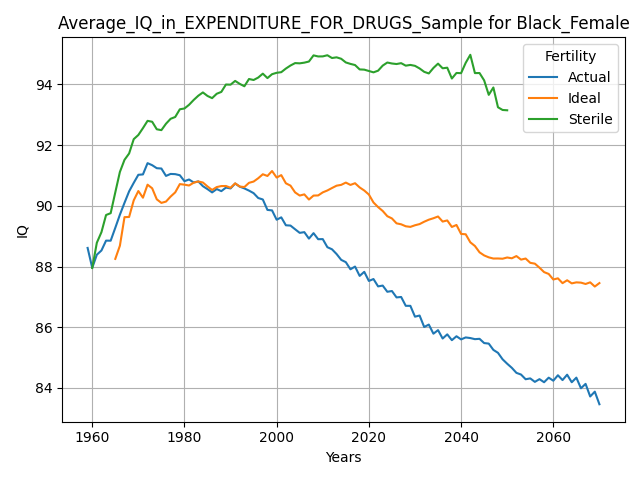 Average_IQ_in_EXPENDITURE_FOR_DRUGS_Sample for Black_Female
Fertility
Actual
Ideal
Sterile
IQ
94
92
90
88
86
84
1960
1980
2000
2020
2040
2060
Years